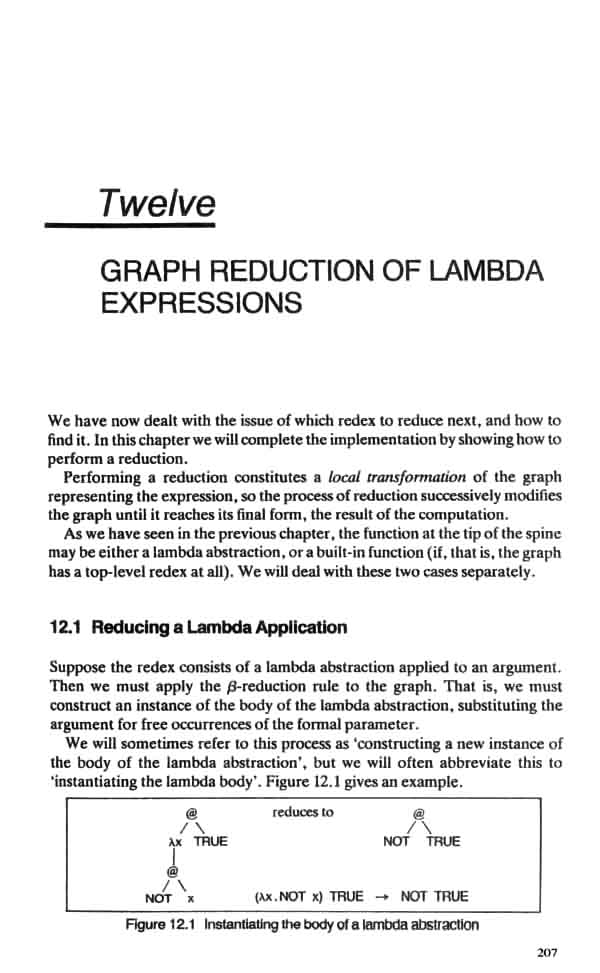 Twelve
GRAPH REDUCTION OF LAMBDA
EXPRESSIONS
We have now dealt with the issue of which redex to reduce next, and how to
find it. In this chapter we will complete the implementation by showing how to
perform a reduction.
Performing a reduction constitutes a local transformation of the graph
representing the expression, so the process of reduction successively modifies
the graph until it reaches its final form, the result of the computation.
As we have seen in the previous chapter, the function at the tip of the spine
may be either a lambda abstraction, or a built-in function (if, that is, the graph
has a top-level redex at all). We will deal with these two cases separately.
12.1 Reducing a Lambda Application
Suppose the redex consists of a lambda abstraction applied to an argument.
Then we must apply the β-reduction rule to the graph. That is, we must
construct an instance of the body of the lambda abstraction, substituting the
argument for free occurrences of the formal parameter.
We will sometimes refer to this process as ‘constructing a new instance of
the body of the lambda abstraction’, but we will often abbreviate this to
‘instantiating the lambda body’. Figure 12.1 gives an example.
@ reduces to @
/ \ / \
λx TRUE NOT TRUE
|
@
/ \
NOT x (λx.NOT x) TRUE → NOT TRUE
Figure 12.1 Instantiating the body of a lambda abstraction
207